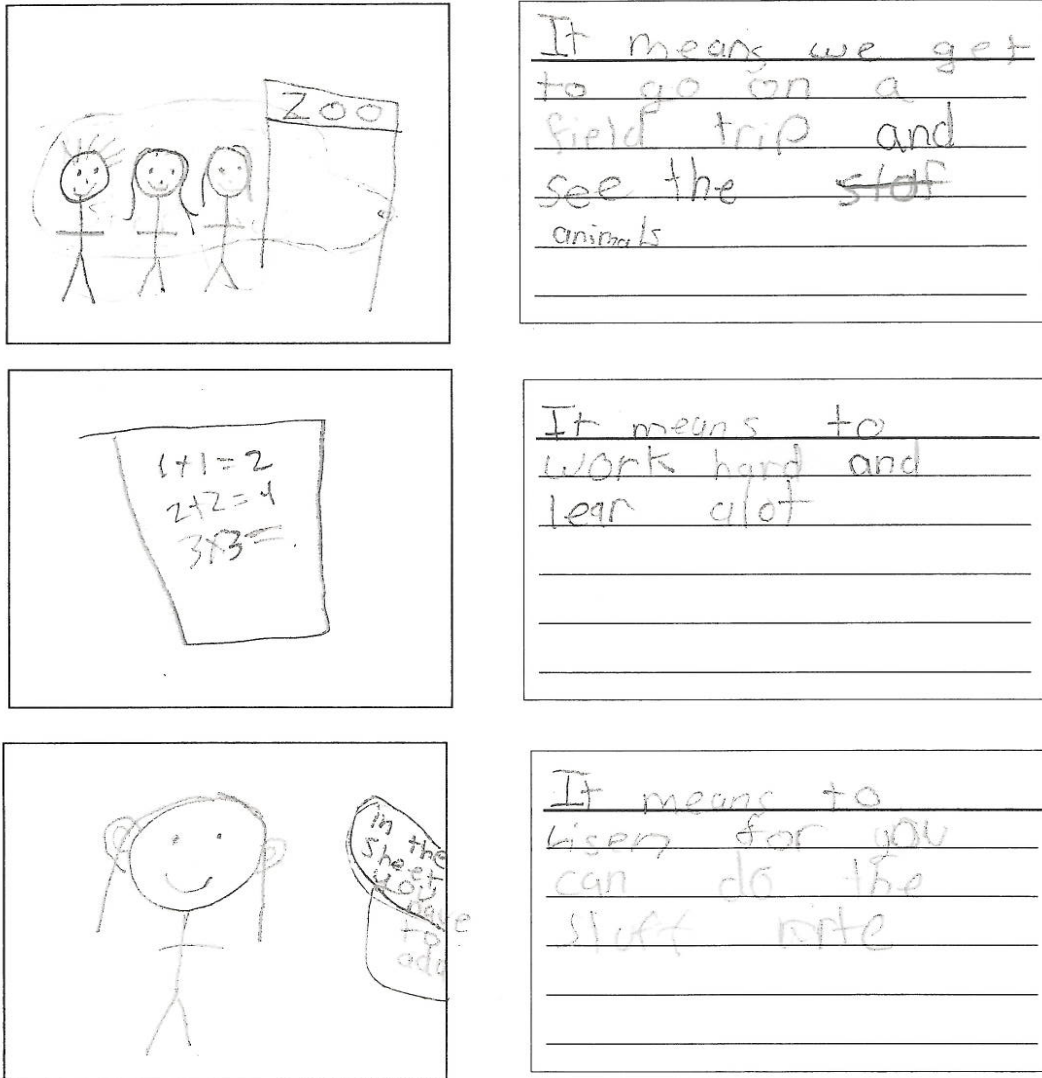 ZOO
It means we get
to go on a
field trip and
see the staf
animals
1+1=2
2+2=4
3x3=
It means to
work hard and
lear alot
in the
sheet
you
have
to
add
It means to
lisen for you
can do the
stuff rite